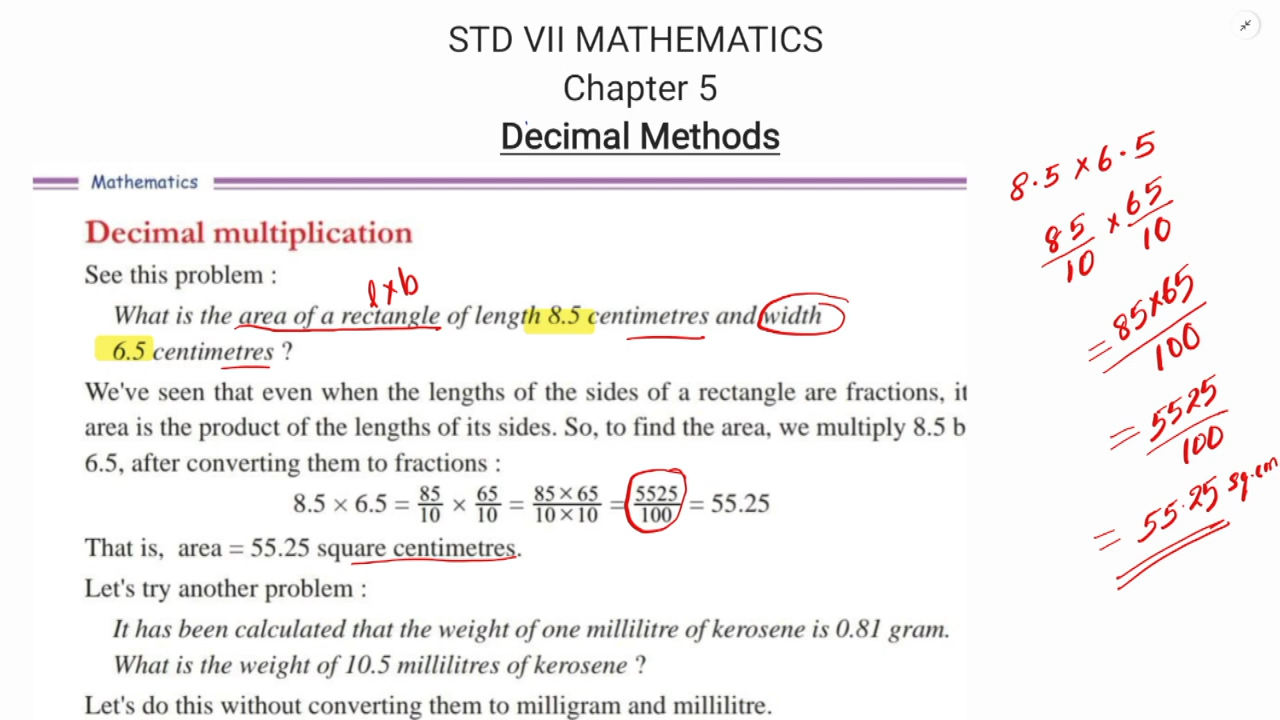 STD VII MATHEMATICS
Chapter 5
Decimal Methods
Mathematics
Decimal multiplication
See this problem :
l×b
What is the area of a rectangle of length 8.5 centimetres and width
6.5 centimetres ?
We've seen that even when the lengths of the sides of a rectangle are fractions, it
area is the product of the lengths of its sides. So, to find the area, we multiply 8.5 b
6.5, after converting them to fractions :
8.5 × 6.5 = 85/10 × 65/10 = 85×65/10×10 = 5525/100 = 55.25
That is, area = 55.25 square centimetres.
Let's try another problem :
It has been calculated that the weight of one millilitre of kerosene is 0.81 gram.
What is the weight of 10.5 millilitres of kerosene ?
Let's do this without converting them to milligram and millilitre.
8.5 × 6.5
85/10 × 65/10
= 85×65/100
= 5525/100
= 55.25 sq.cm